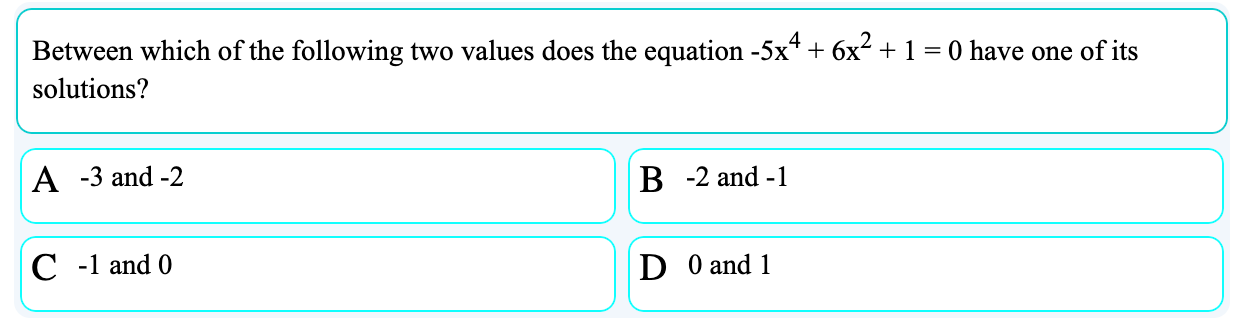 Between which of the following two values does the equation -5x⁴ + 6x² + 1 = 0 have one of its
solutions?
A -3 and -2
B -2 and -1
C -1 and 0
D 0 and 1